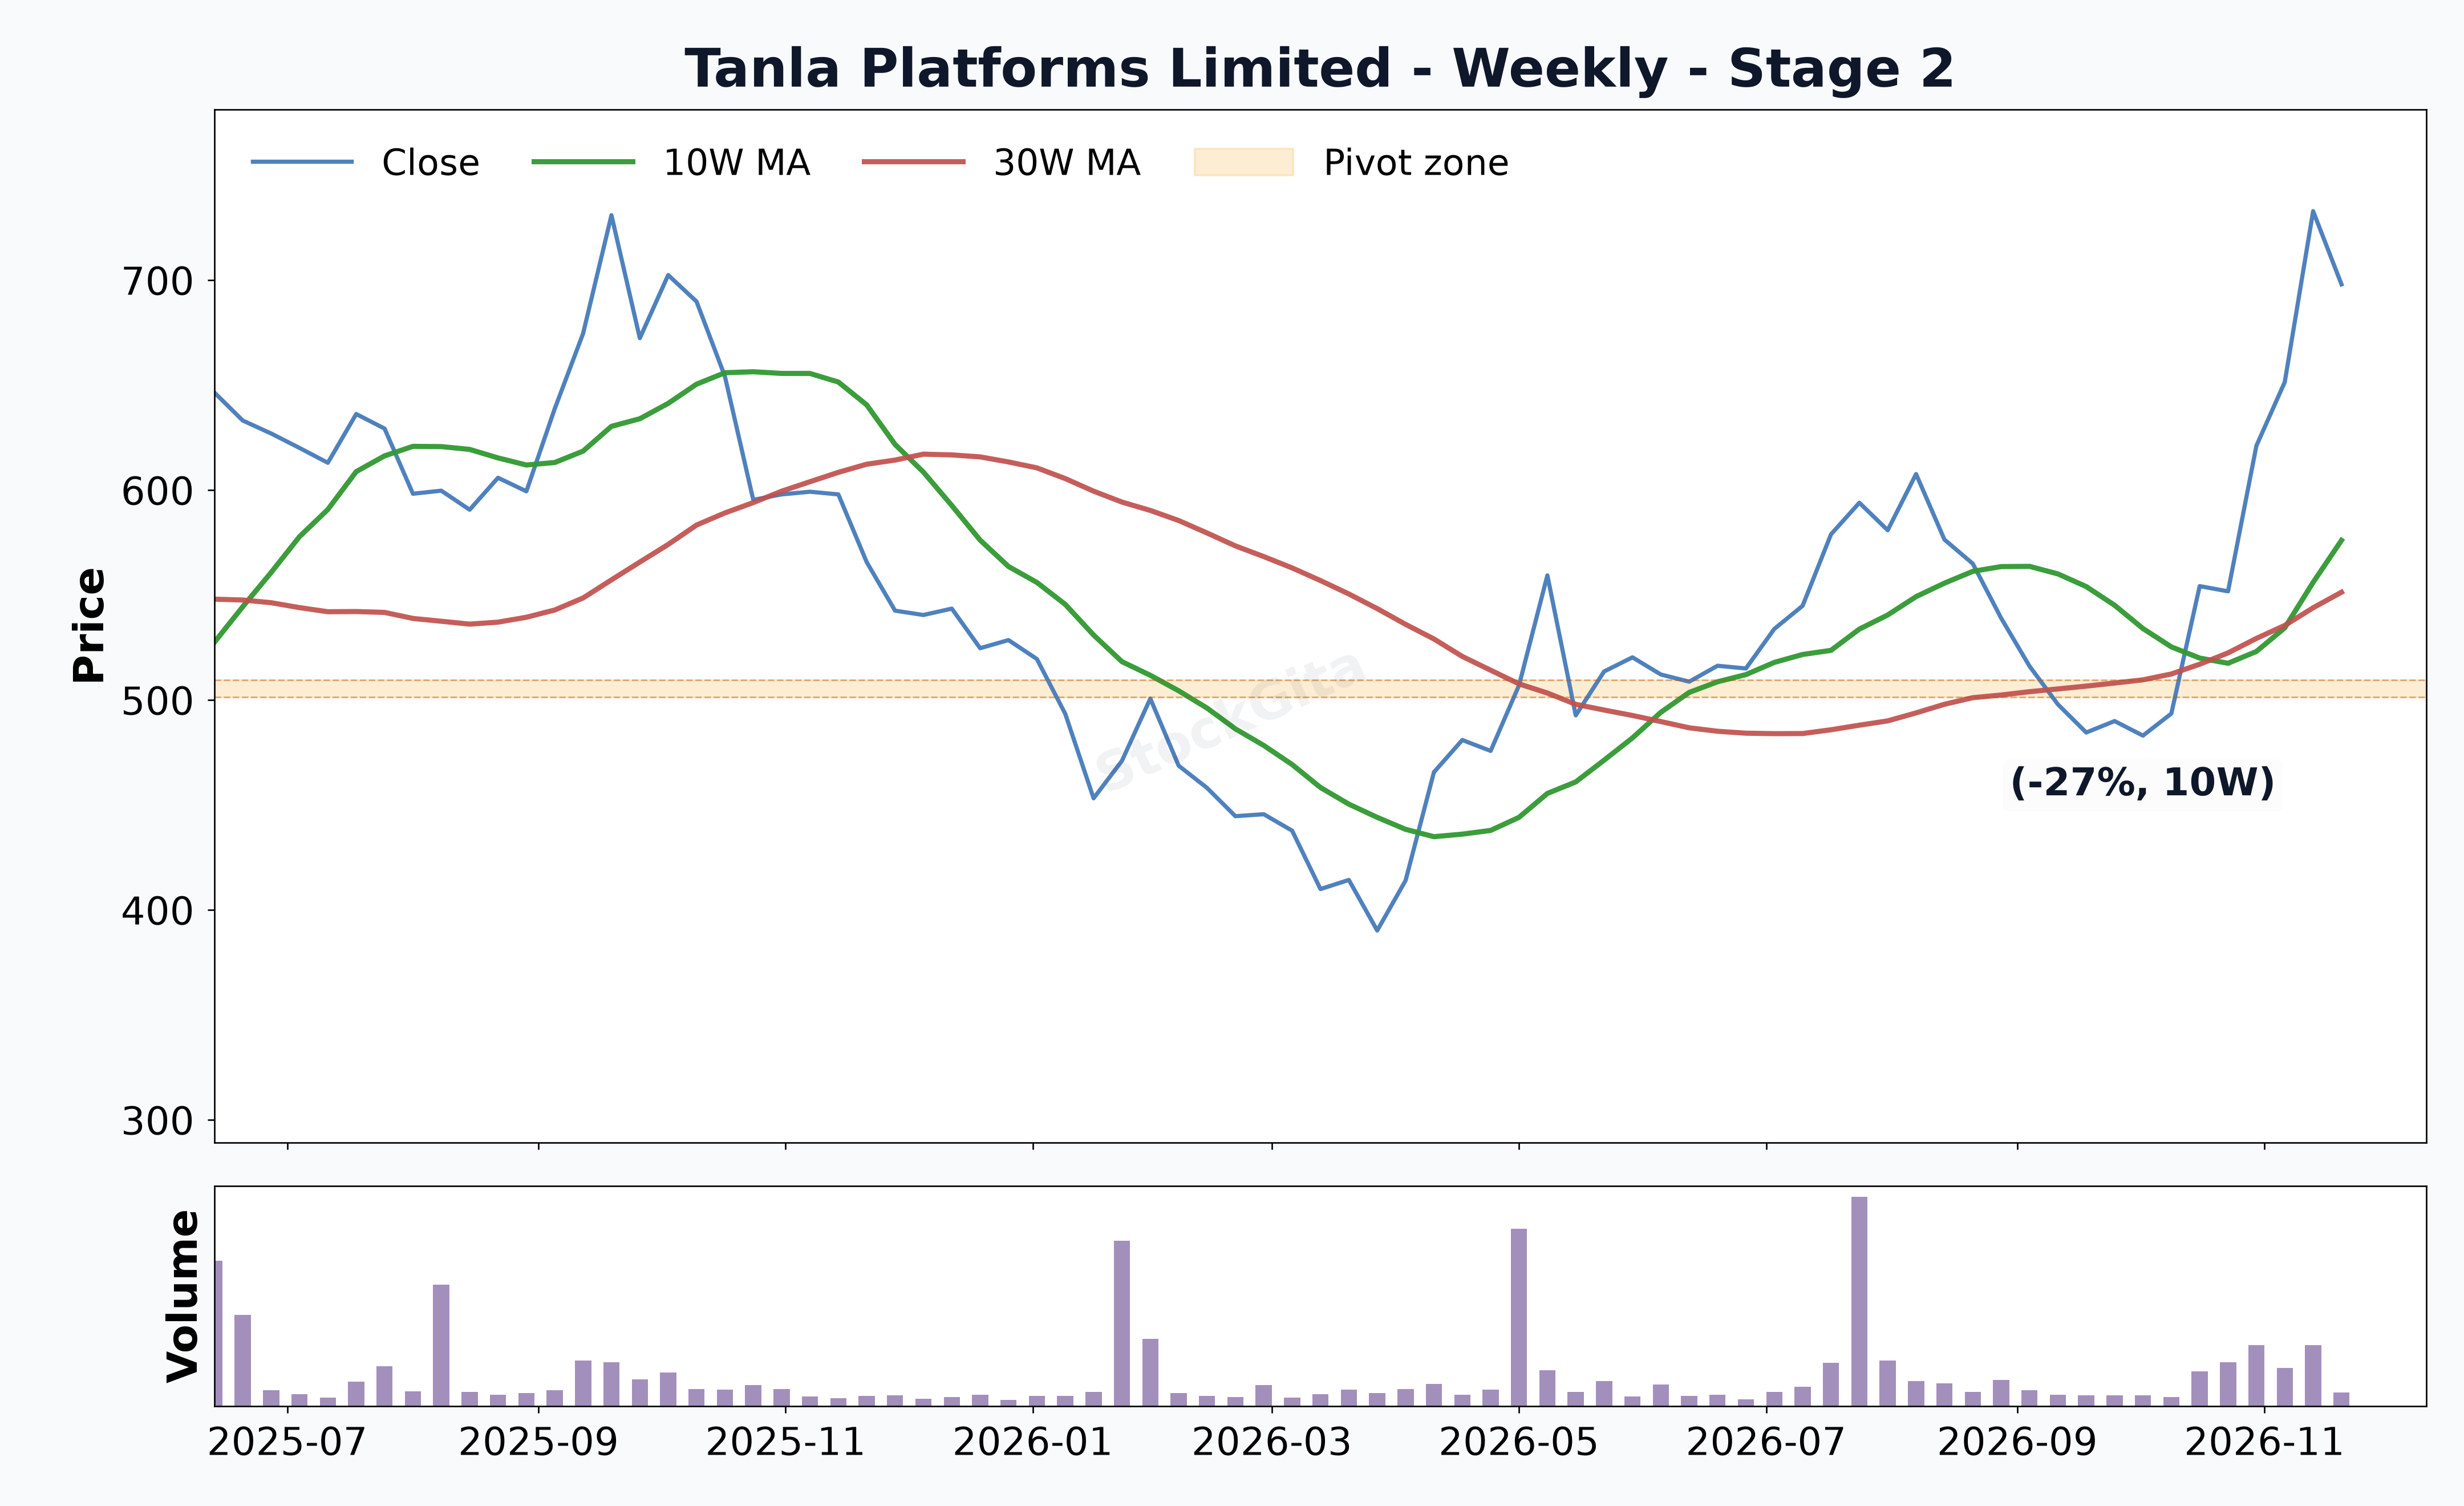 Tanla Platforms Limited - Weekly - Stage 2
Close 10W MA 30W MA Pivot zone
Price
700
600
500
400
300
StockGita
(-27%, 10W)
Volume
2025-07 2025-09 2025-11 2026-01 2026-03 2026-05 2026-07 2026-09 2026-11